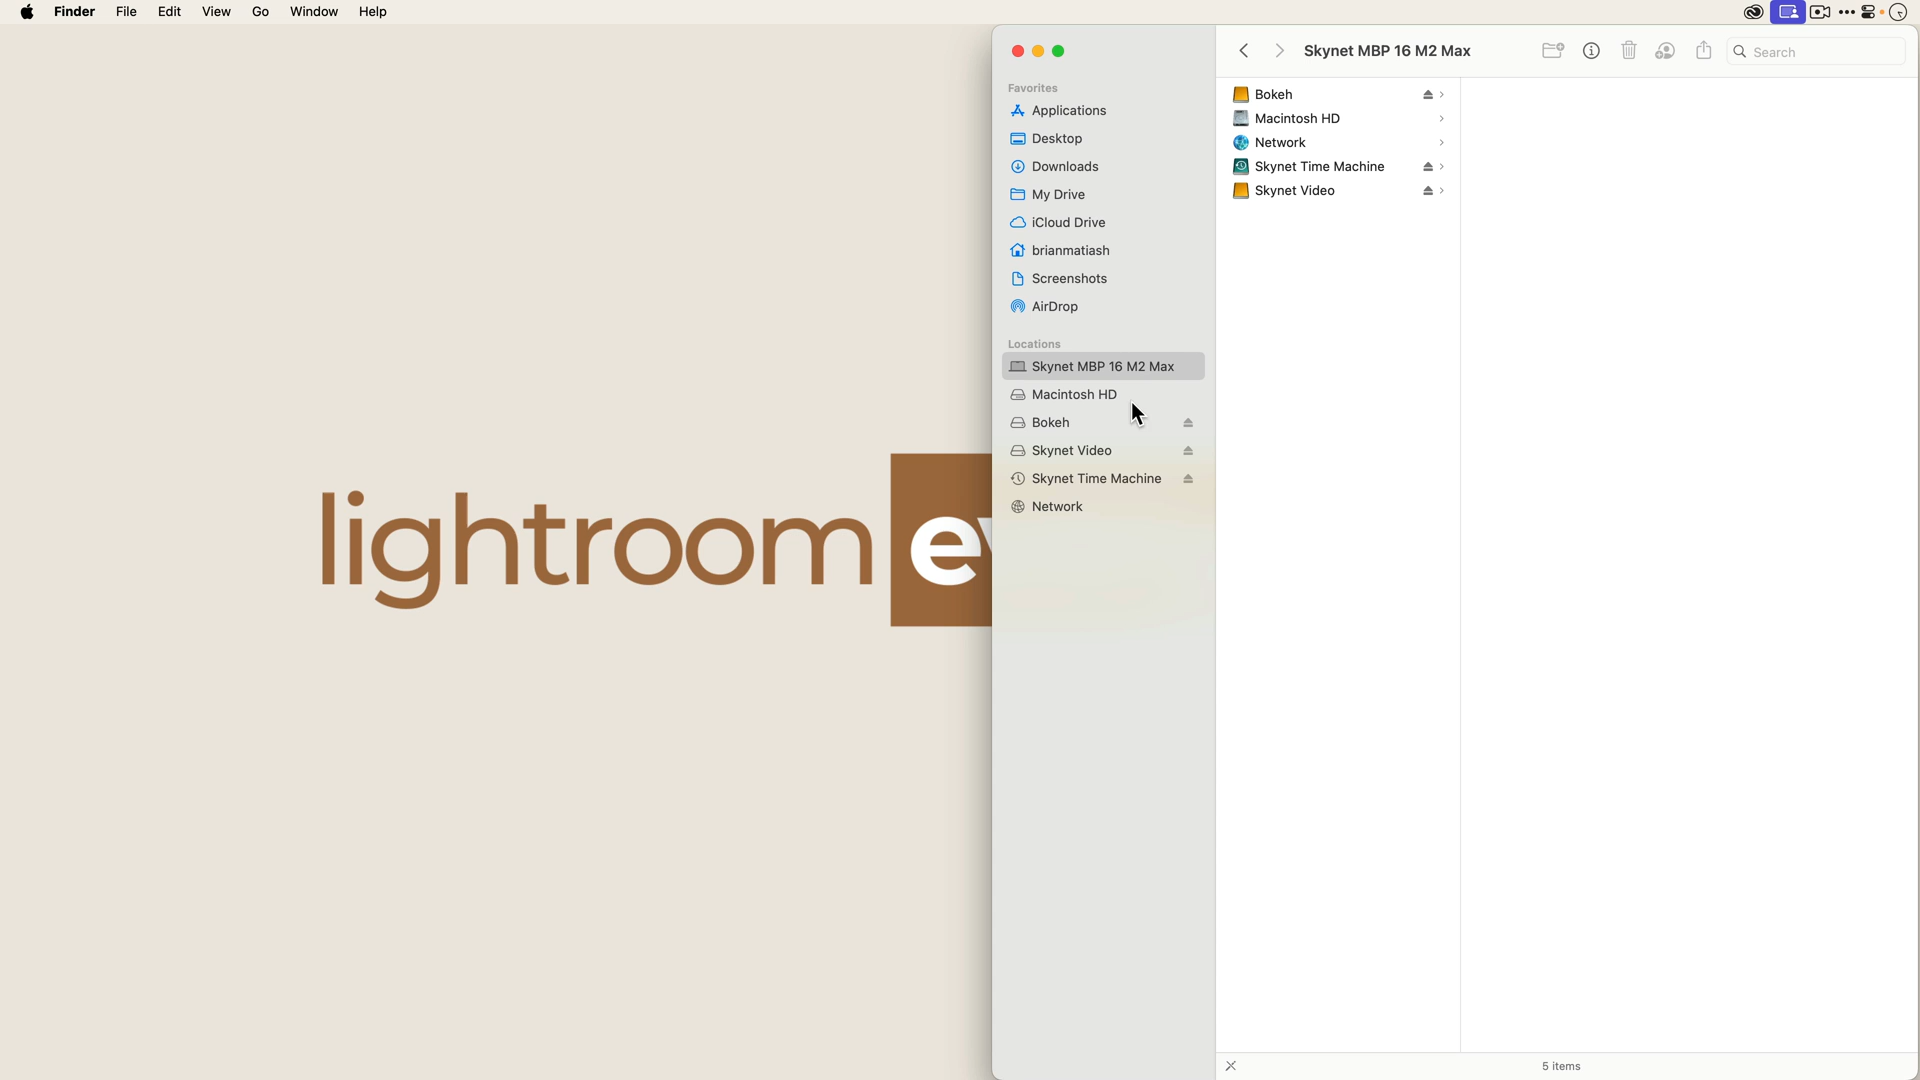 Finder File Edit View Go Window Help
Skynet MBP 16 M2 Max
Search
Favorites
Applications
Desktop
Downloads
My Drive
iCloud Drive
brianmatiash
Screenshots
AirDrop
Locations
Skynet MBP 16 M2 Max
Macintosh HD
Bokeh
Skynet Video
Skynet Time Machine
Network
Bokeh
Macintosh HD
Network
Skynet Time Machine
Skynet Video
5 items
lightroom